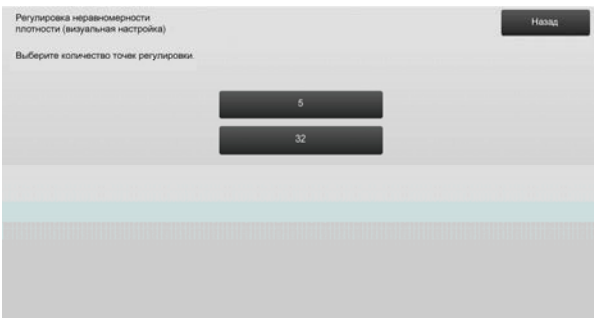 Регулировка неравномерности
плотности (визуальная настройка)
Назад
Выберите количество точек регулировки
5
32